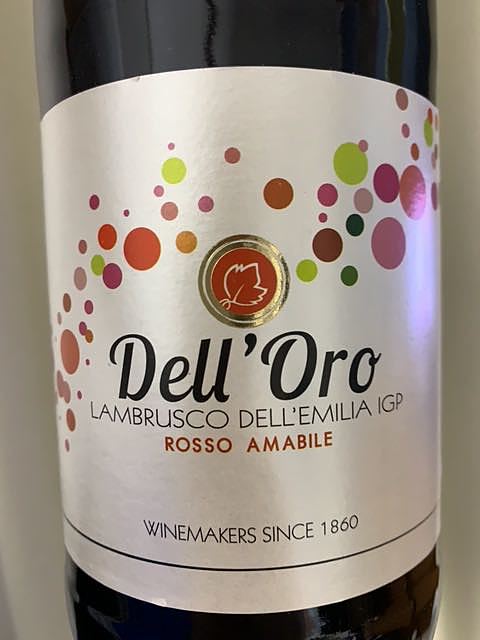 Dell'Oro
LAMBRUSCO DELL'EMILIA IGP
ROSSO AMABILE
WINEMAKERS SINCE 1860